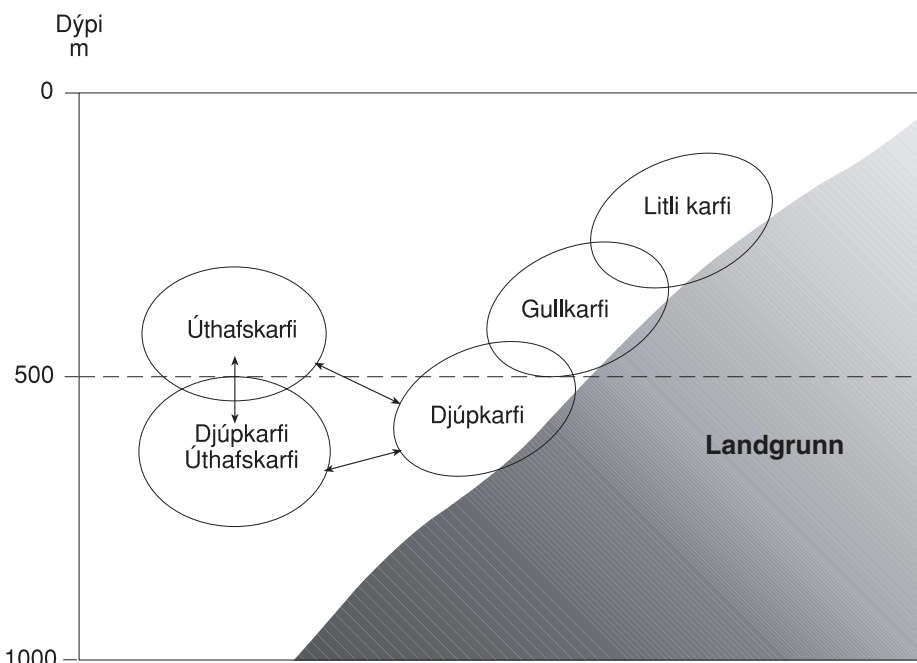 Dýpi
m
0
Litli karfi
Gullkarfi
Úthafskarfi
500
Djúpkarfi
Djúpkarfi
Úthafskarfi
Landgrunn
1000